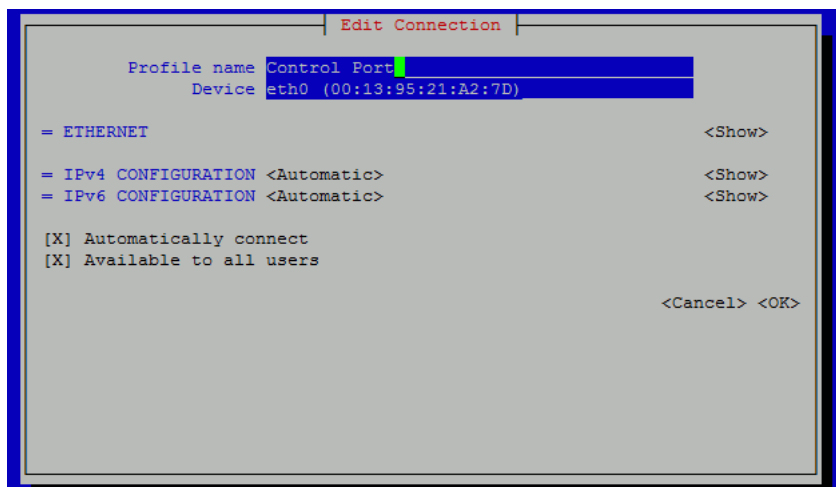 Edit Connection
Profile name Control Port
Device eth0 (00:13:95:21:A2:7D)
= ETHERNET <Show>
= IPv4 CONFIGURATION <Automatic> <Show>
= IPv6 CONFIGURATION <Automatic> <Show>
[X] Automatically connect
[X] Available to all users
<Cancel> <OK>